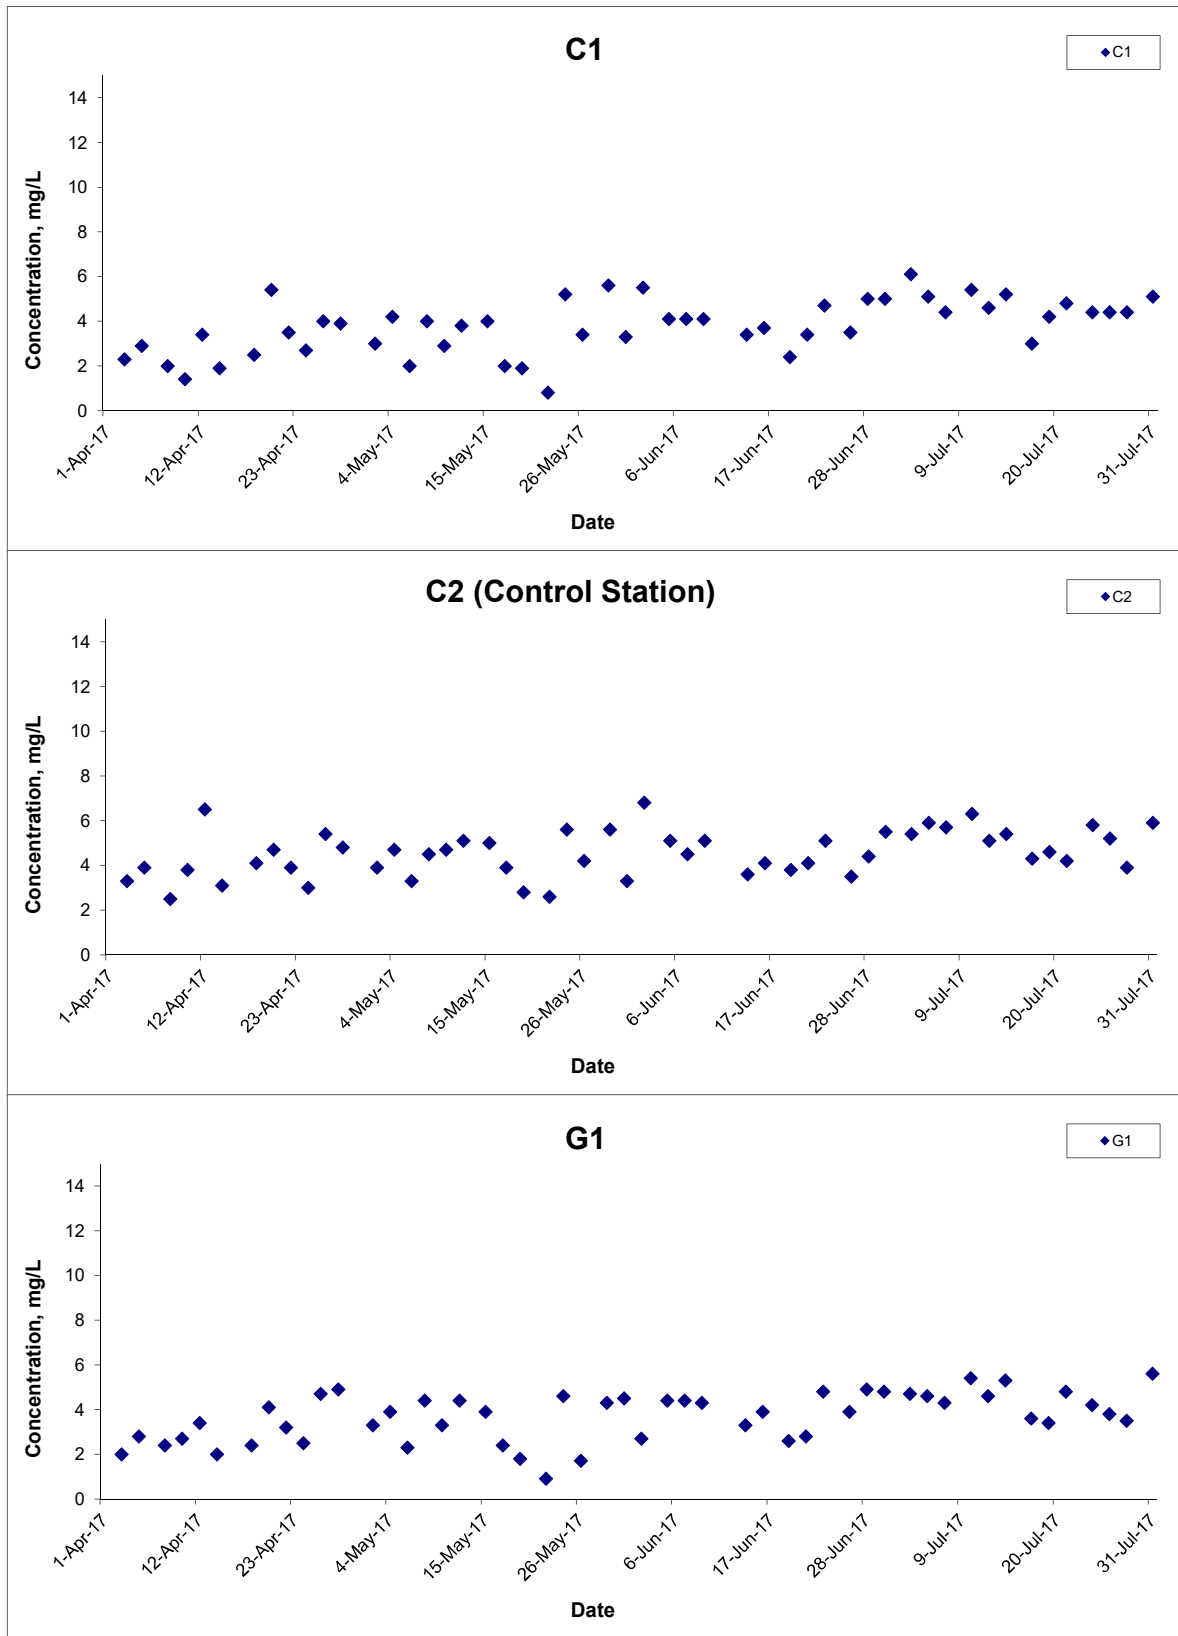 C1
C1
14
12
10
8
6
4
2
0
Concentration, mg/L
1-Apr-17
12-Apr-17
23-Apr-17
4-May-17
15-May-17
26-May-17
6-Jun-17
17-Jun-17
28-Jun-17
9-Jul-17
20-Jul-17
31-Jul-17
Date
C2 (Control Station)
C2
14
12
10
8
6
4
2
0
Concentration, mg/L
1-Apr-17
12-Apr-17
23-Apr-17
4-May-17
15-May-17
26-May-17
6-Jun-17
17-Jun-17
28-Jun-17
9-Jul-17
20-Jul-17
31-Jul-17
Date
G1
G1
14
12
10
8
6
4
2
0
Concentration, mg/L
1-Apr-17
12-Apr-17
23-Apr-17
4-May-17
15-May-17
26-May-17
6-Jun-17
17-Jun-17
28-Jun-17
9-Jul-17
20-Jul-17
31-Jul-17
Date